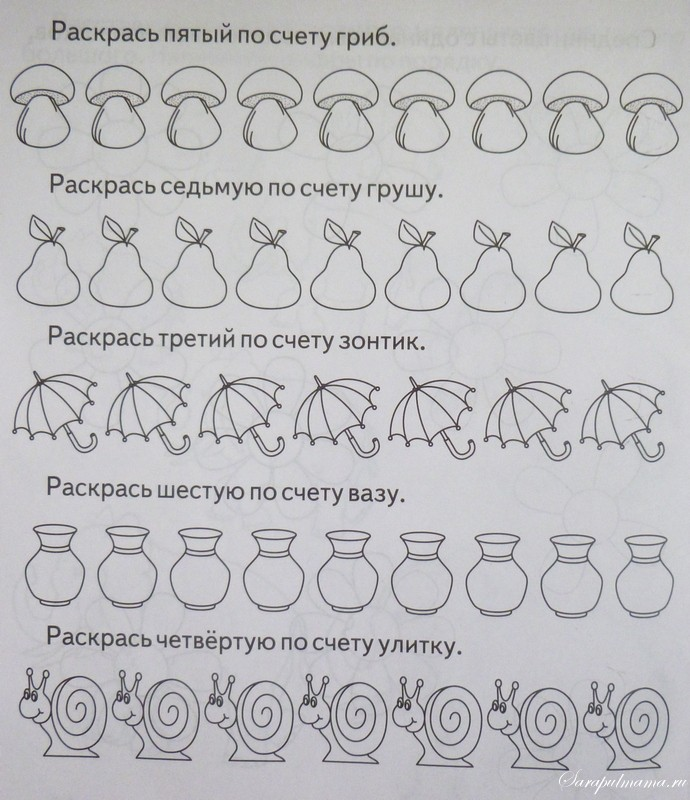 Раскрась пятый по счету гриб.
Раскрась седьмую по счету грушу.
Раскрась третий по счету зонтик.
Раскрась шестую по счету вазу.
Раскрась четвёртую по счету улитку.
Sarapulmama.ru